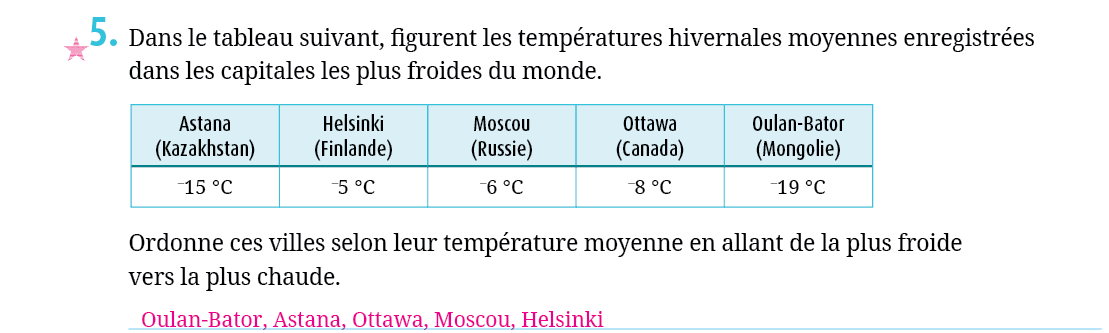 5. Dans le tableau suivant, figurent les températures hivernales moyennes enregistrées
dans les capitales les plus froides du monde.
Astana Helsinki Moscou Ottawa Oulan-Bator
(Kazakhstan) (Finlande) (Russie) (Canada) (Mongolie)
⁻15 °C ⁻5 °C ⁻6 °C ⁻8 °C ⁻19 °C
Ordonne ces villes selon leur température moyenne en allant de la plus froide
vers la plus chaude.
Oulan-Bator, Astana, Ottawa, Moscou, Helsinki